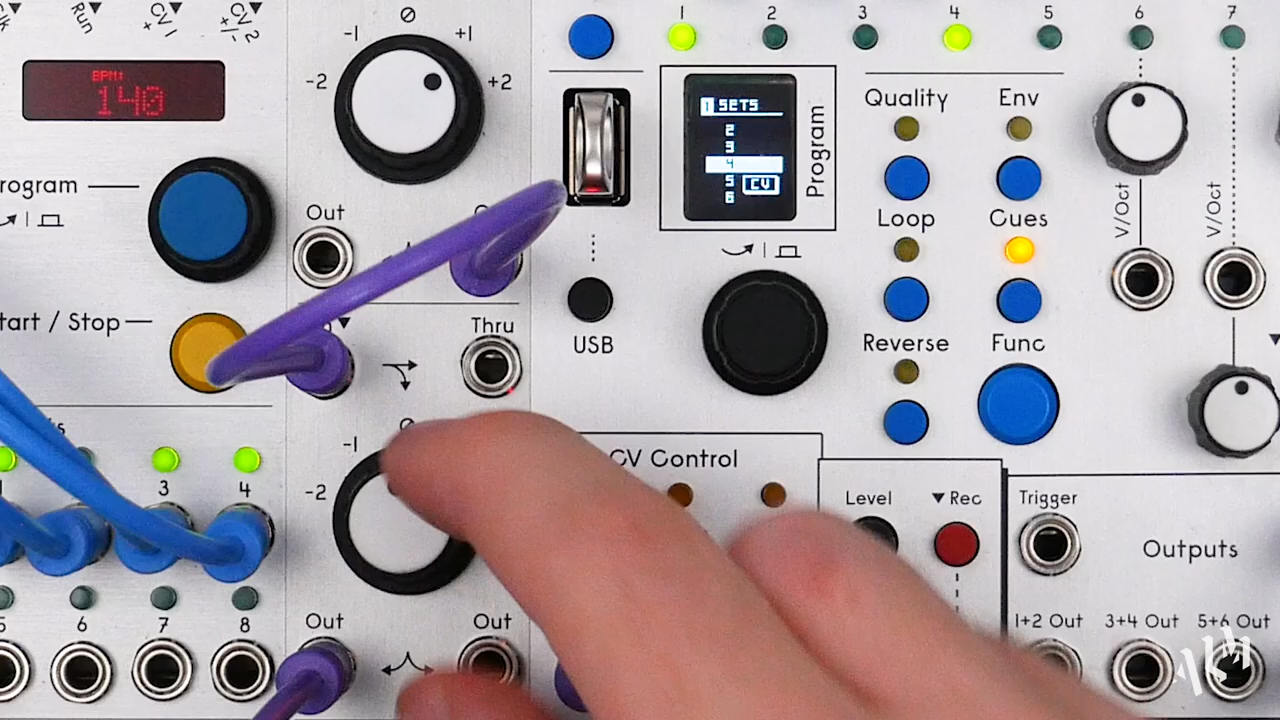 Run
CV 1
+/-
CV 2
+/-
BPM:
140
rogram
tart / Stop
ts
3
4
5
6
7
8
-1
Ø
+1
-2
+2
Out
Thru
-1
-2
Out
Out
USB
1
2
3
4
5
6
7
1 SETS
2
3
4
5
6
CV
Program
Quality
Env
Loop
Cues
Reverse
Func
V/Oct
V/Oct
CV Control
Level
Rec
Trigger
Outputs
1+2 Out
3+4 Out
5+6 Out